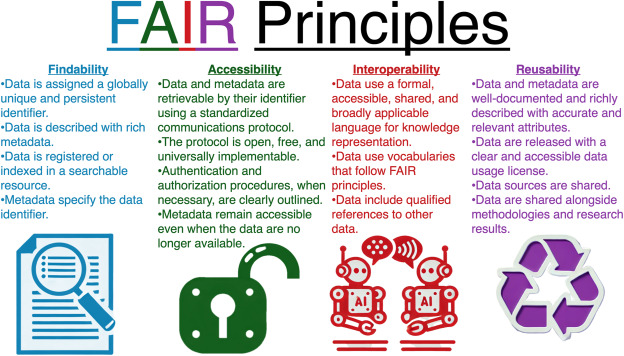 FAIR Principles
Findability
•Data is assigned a globally
unique and persistent
identifier.
•Data is described with rich
metadata.
•Data is registered or
indexed in a searchable
resource.
•Metadata specify the data
identifier.
Accessibility
•Data and metadata are
retrievable by their identifier
using a standardized
communications protocol.
•The protocol is open, free, and
universally implementable.
•Authentication and
authorization procedures, when
necessary, are clearly outlined.
•Metadata remain accessible
even when the data are no
longer available.
Interoperability
•Data use a formal,
accessible, shared, and
broadly applicable
language for knowledge
representation.
•Data use vocabularies
that follow FAIR
principles.
•Data include qualified
references to other
data.
AI
AI
Reusability
•Data and metadata are
well-documented and richly
described with accurate and
relevant attributes.
•Data are released with a
clear and accessible data
usage license.
•Data sources are shared.
•Data are shared alongside
methodologies and research
results.